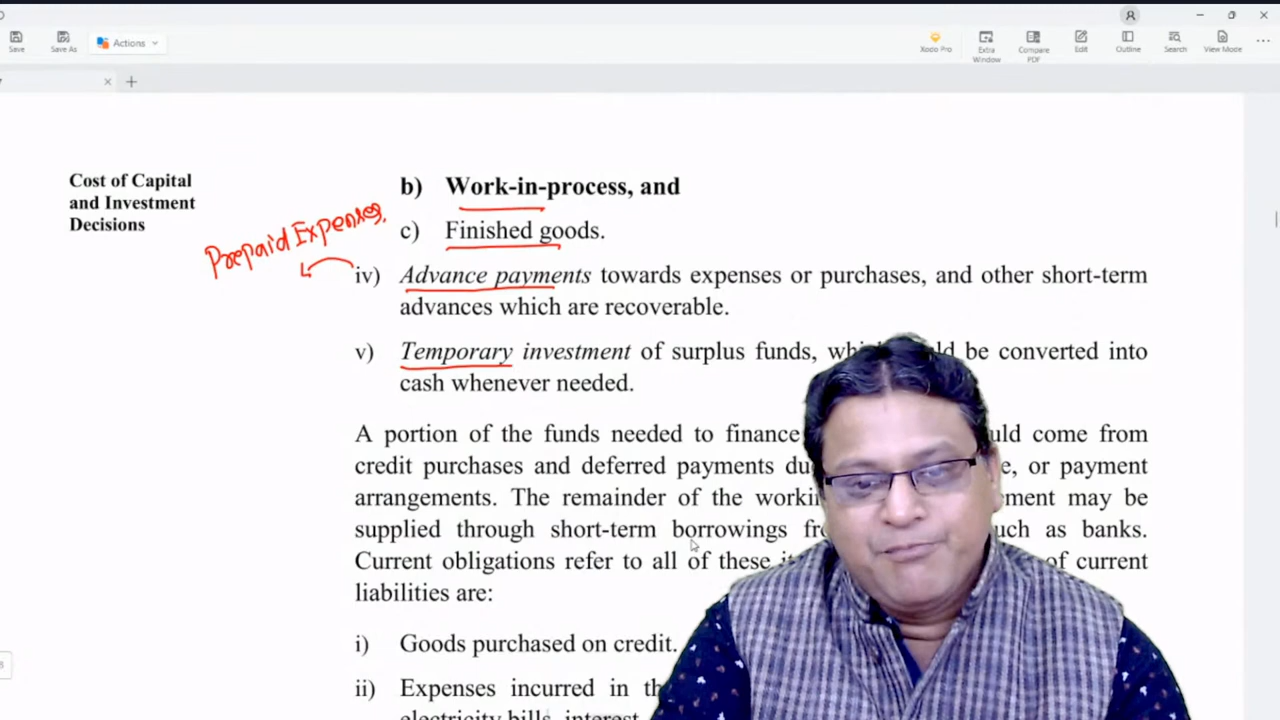 Save
Save As
Actions
Xodo Pro
Extra Window
Compare PDF
Edit
Outline
Search
View Mode
Cost of Capital
and Investment
Decisions
b) Work-in-process, and
Prepaid Expenses.
c) Finished goods.
iv) Advance payments towards expenses or purchases, and other short-term
advances which are recoverable.
v) Temporary investment of surplus funds, be converted into
cash whenever needed.
A portion of the funds needed to finance come from
credit purchases and deferred payments or payment
arrangements. The remainder of the may be
supplied through short-term borrowings as banks.
Current obligations refer to all of these of current
liabilities are:
i) Goods purchased on credit.
ii) Expenses incurred in
electricity bills, interest